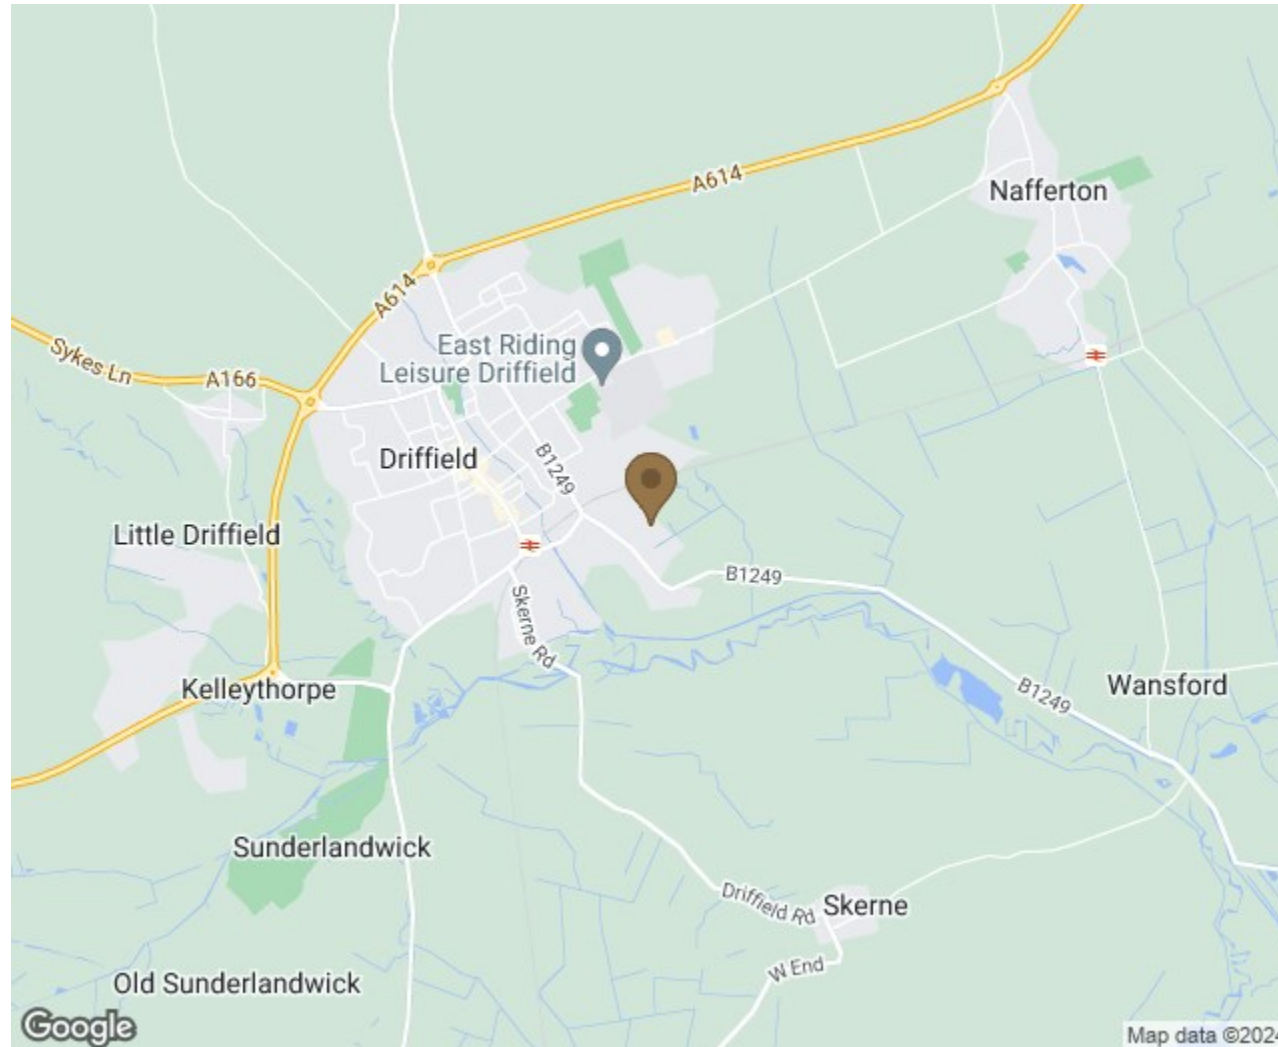 A614
Nafferton
A614
East Riding
Leisure Driffield
Sykes Ln
A166
Driffield
B1249
Little Driffield
B1249
Skerne Rd
Kelleythorpe
B1249
Wansford
Sunderlandwick
Driffield Rd
Skerne
W End
Old Sunderlandwick
Google
Map data ©2024